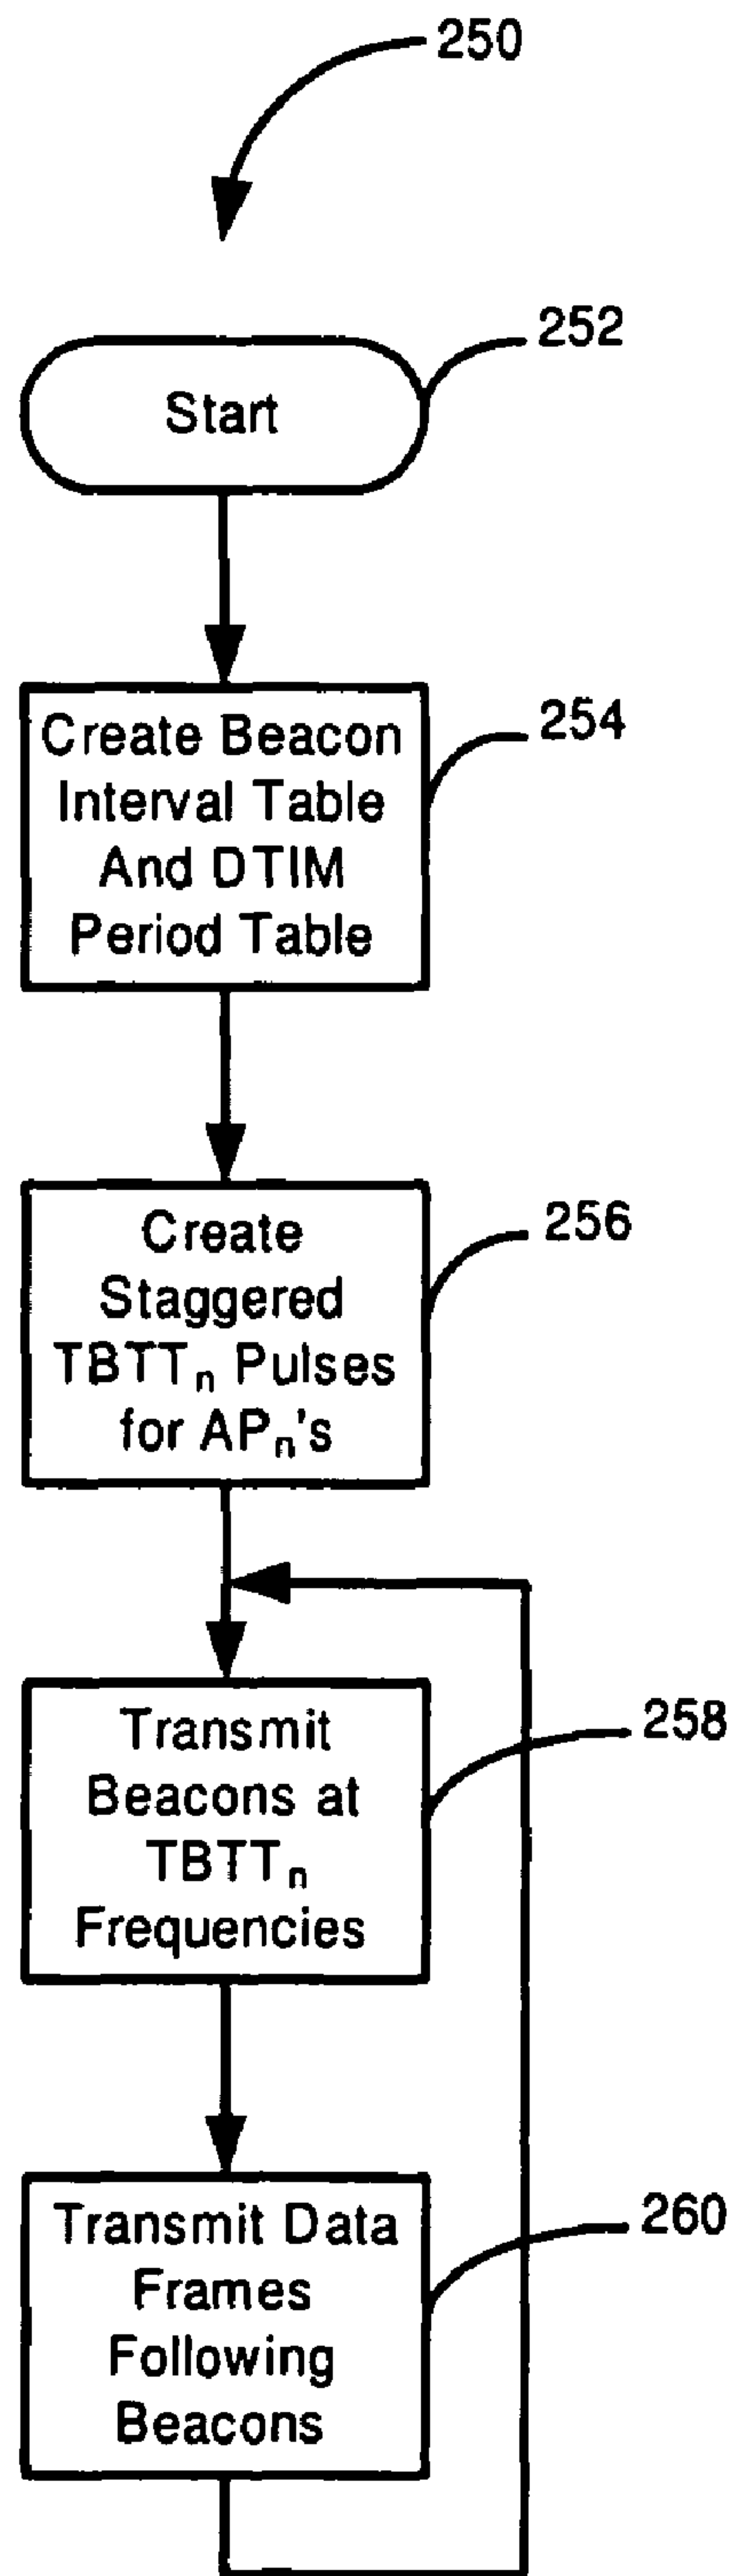 250
252
Start
254
Create Beacon
Interval Table
And DTIM
Period Table
256
Create
Staggered
TBTTn Pulses
for APn's
258
Transmit
Beacons at
TBTTn
Frequencies
260
Transmit Data
Frames
Following
Beacons